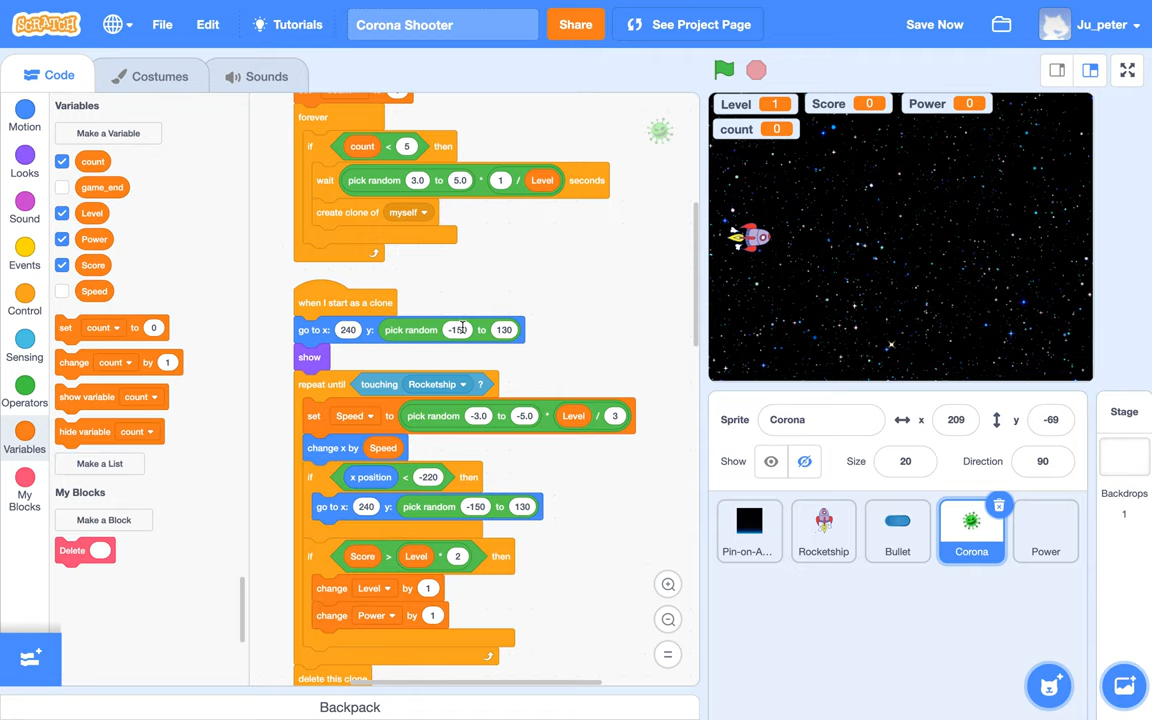 SCRATCH
File
Edit
Tutorials
Corona Shooter
Share
See Project Page
Save Now
Ju_peter
Code
Costumes
Sounds
Motion
Looks
Sound
Events
Control
Sensing
Operators
Variables
My
Blocks
Variables
Make a Variable
count
game_end
Level
Power
Score
Speed
set count to 0
change count by 1
show variable count
hide variable count
Make a List
My Blocks
Make a Block
Delete
forever
if count < 5 then
wait pick random 3.0 to 5.0 * 1 / Level seconds
create clone of myself
when I start as a clone
go to x: 240 y: pick random -150 to 130
show
repeat until touching Rocketship ?
set Speed to pick random -3.0 to -5.0 * Level / 3
change x by Speed
if x position < -220 then
go to x: 240 y: pick random -150 to 130
if Score > Level * 2 then
change Level by 1
change Power by 1
delete this clone
Level 1
Score 0
Power 0
count 0
Sprite Corona x 209 y -69
Show Size 20 Direction 90
Pin-on-A...
Rocketship
Bullet
Corona
Power
Stage
Backdrops
1
Backpack